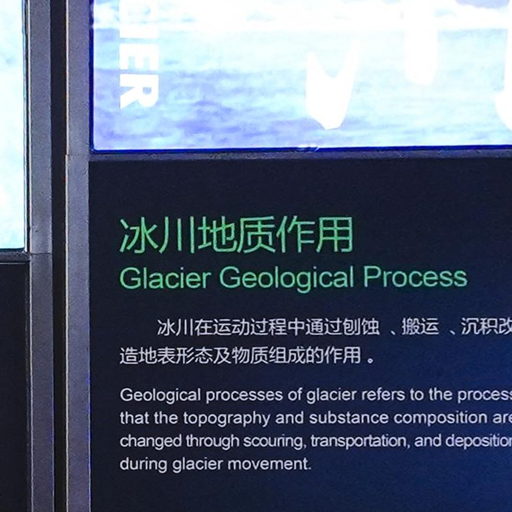 CIER
冰川地质作用
Glacier Geological Process
冰川在运动过程中通过刨蚀 、搬运 、沉积改
造地表形态及物质组成的作用 。
Geological processes of glacier refers to the process
that the topography and substance composition are
changed through scouring, transportation, and deposition
during glacier movement.